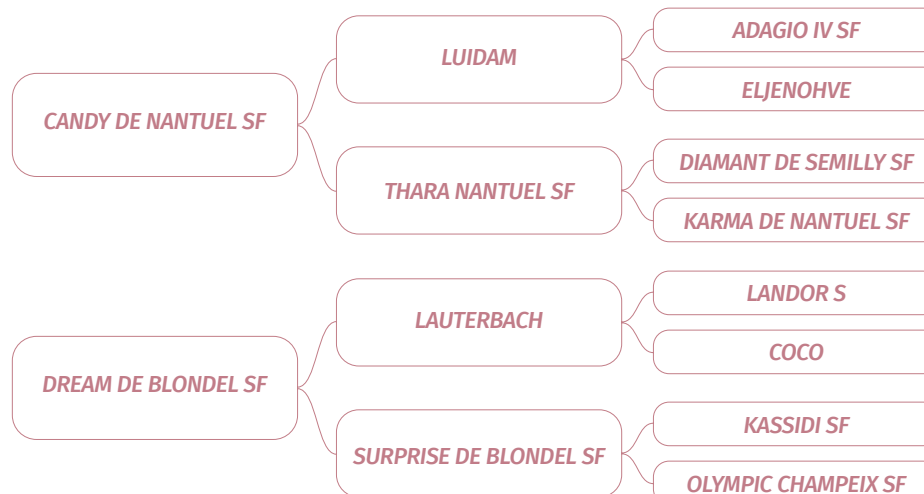 ADAGIO IV SF
LUIDAM
ELJENOHVE
CANDY DE NANTUEL SF
DIAMANT DE SEMILLY SF
THARA NANTUEL SF
KARMA DE NANTUEL SF
LANDOR S
LAUTERBACH
COCO
DREAM DE BLONDEL SF
KASSIDI SF
SURPRISE DE BLONDEL SF
OLYMPIC CHAMPEIX SF